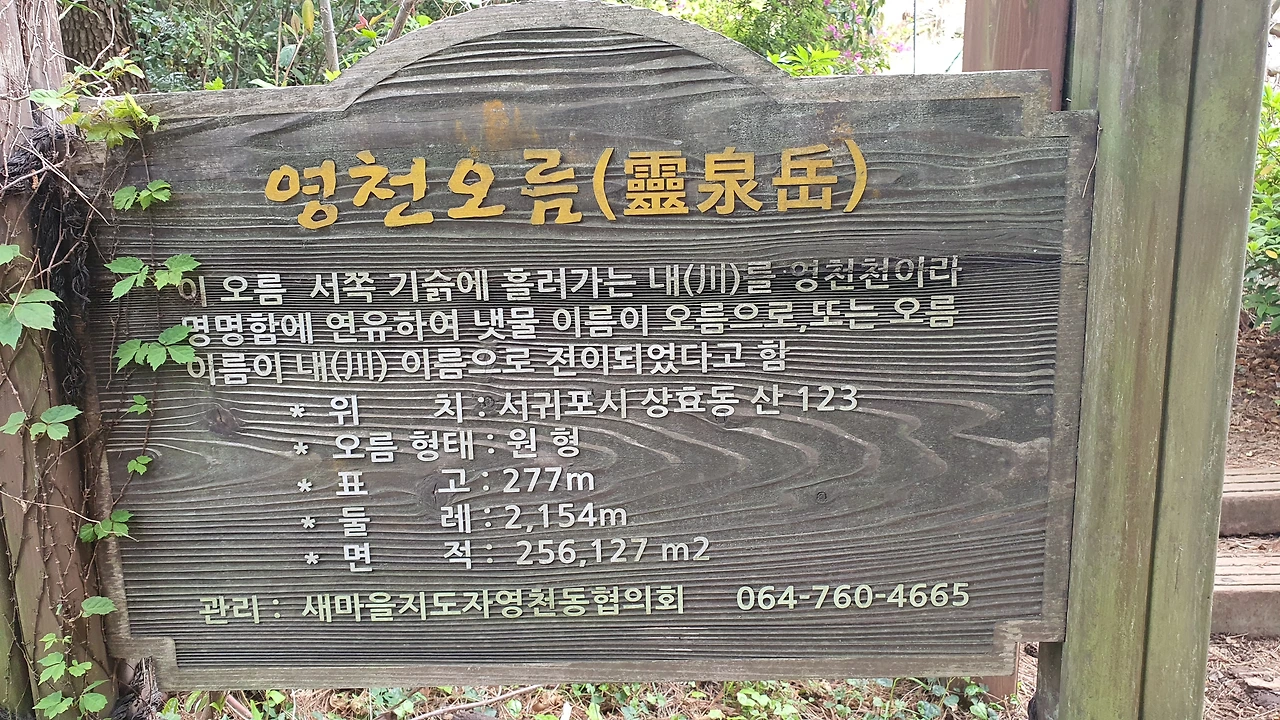 영천오름(靈泉岳)
이 오름 서쪽 기슭에 흘러가는 내(川)를 영천천이라
명명함에 연유하여 냇물 이름이 오름으로,또는 오름
이름이 내(川) 이름으로 전이되었다고 함
* 위 치 : 서귀포시 상효동 산 123
* 오름 형태 : 원 형
* 표 고 : 277m
* 둘 레 : 2,154m
* 면 적 : 256,127 m2
관리 : 새마을지도자영천동협의회 064-760-4665